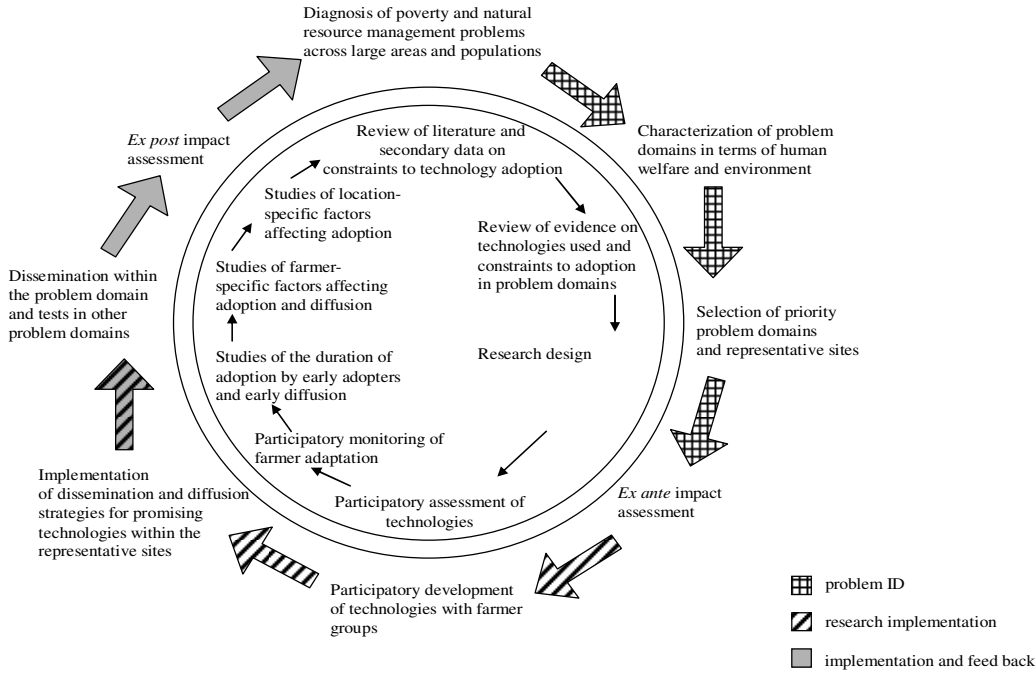 Diagnosis of poverty and natural
resource management problems
across large areas and populations
Characterization of problem
domains in terms of human
welfare and environment
Selection of priority
problem domains
and representative sites
Ex ante impact
assessment
Participatory development
of technologies with farmer
groups
Implementation
of dissemination and diffusion
strategies for promising
technologies within the
representative sites
Dissemination within
the problem domain
and tests in other
problem domains
Ex post impact
assessment
Review of literature and
secondary data on
constraints to technology adoption
Review of evidence on
technologies used and
constraints to adoption
in problem domains
Research design
Participatory assessment of
technologies
Participatory monitoring of
farmer adaptation
Studies of the duration of
adoption by early adopters
and early diffusion
Studies of farmer-
specific factors affecting
adoption and diffusion
Studies of location-
specific factors
affecting adoption
problem ID
research implementation
implementation and feed back